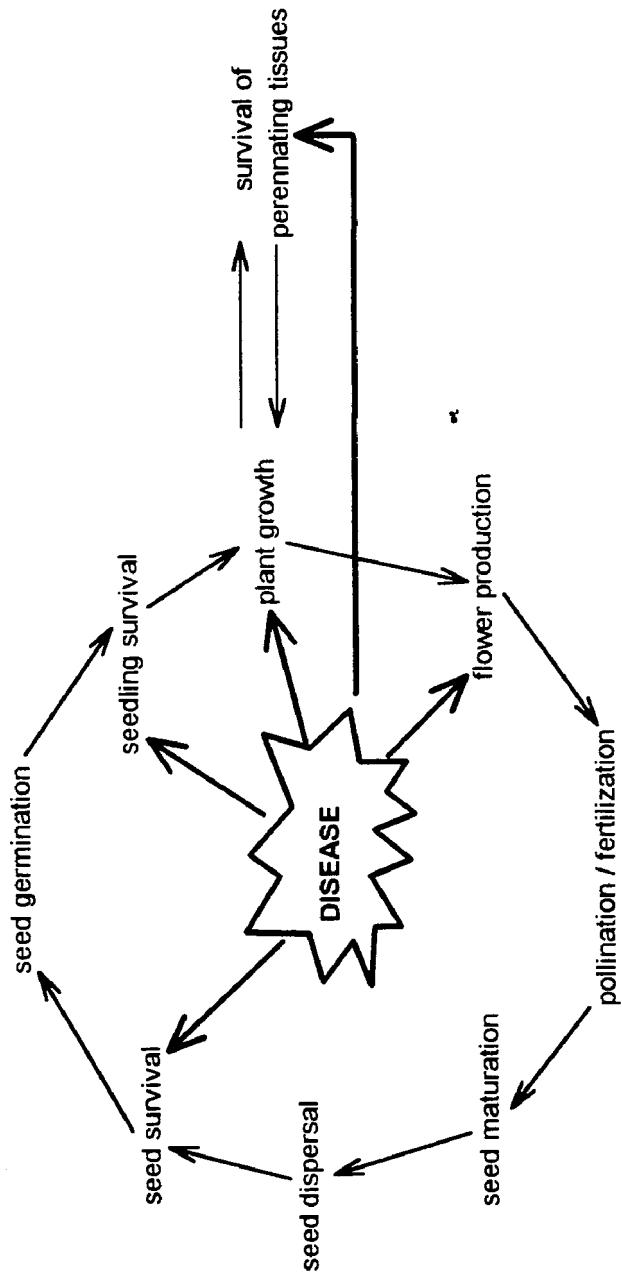 seed germination
seed survival
seedling survival
seed dispersal
DISEASE
plant growth
survival of
perennating tissues
seed maturation
flower production
pollination / fertilization